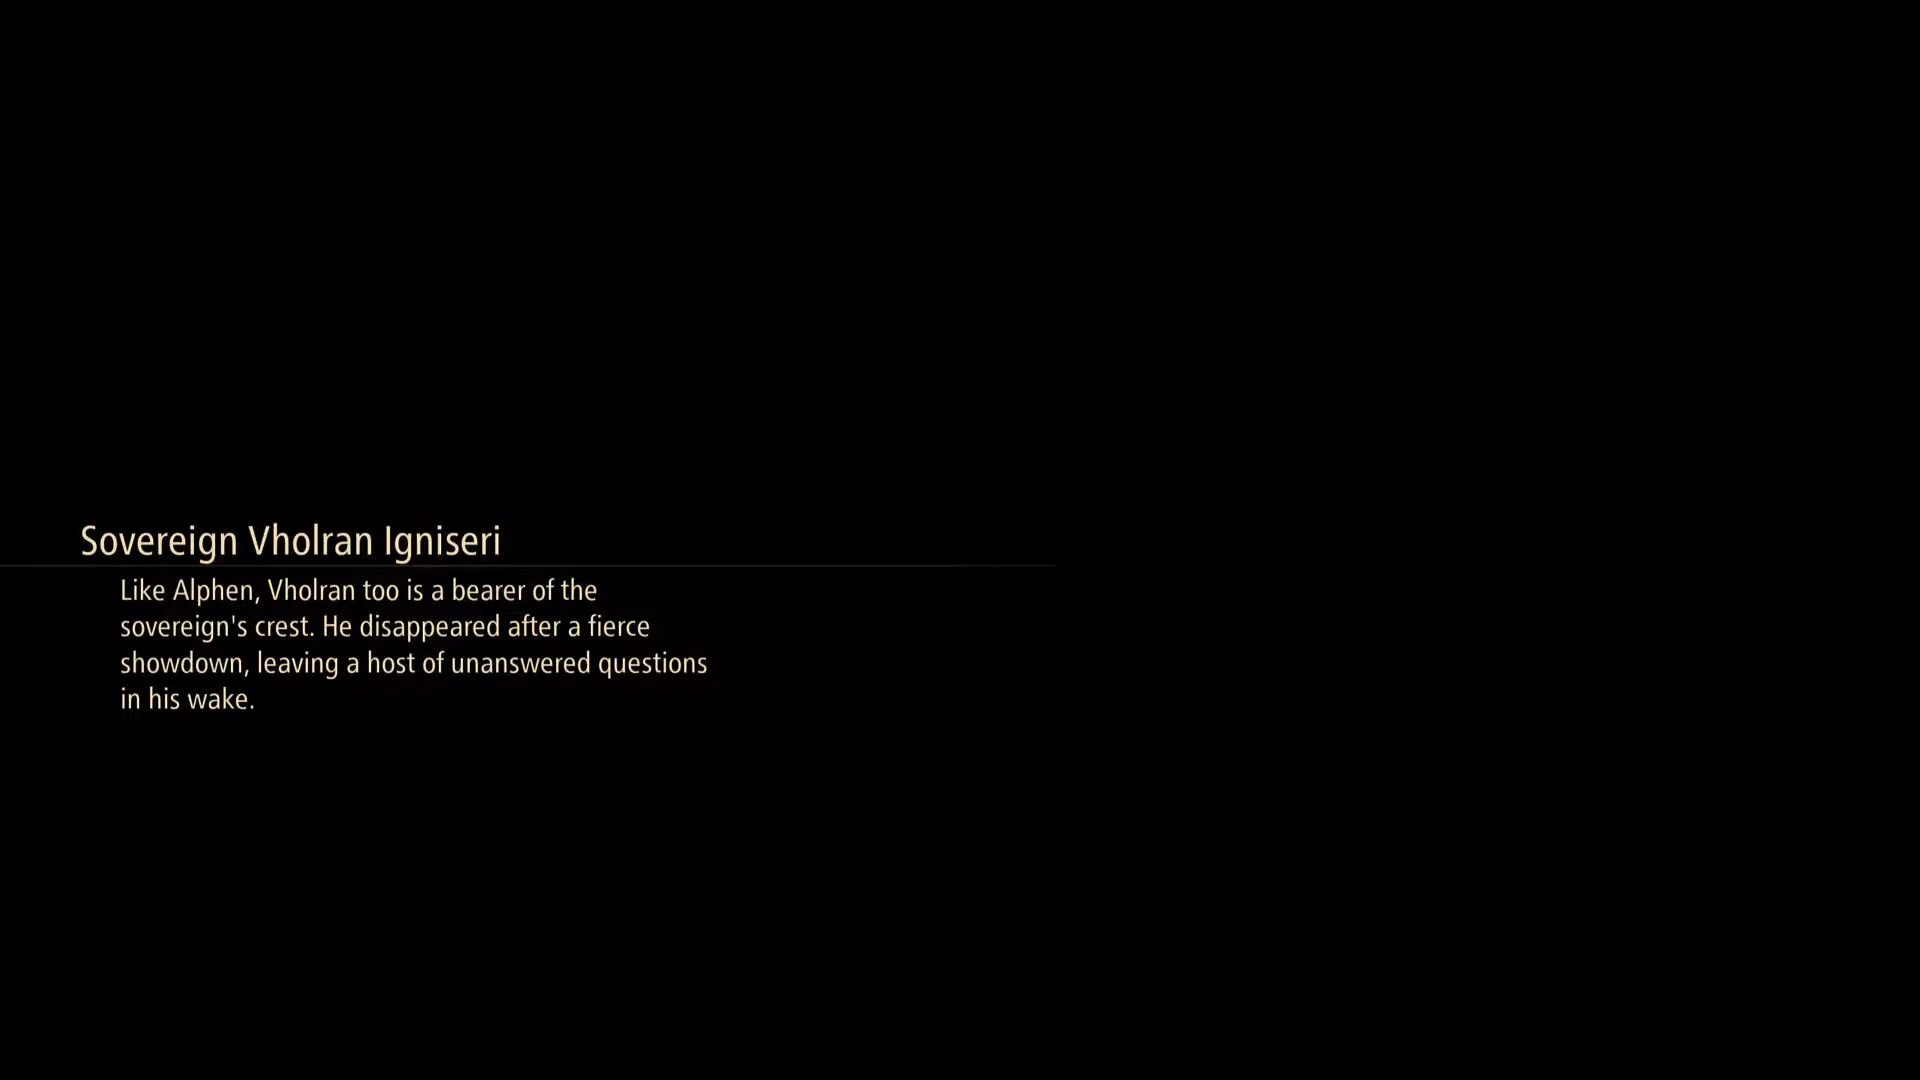 Sovereign Vholran Igniseri
Like Alphen, Vholran too is a bearer of the
sovereign's crest. He disappeared after a fierce
showdown, leaving a host of unanswered questions
in his wake.